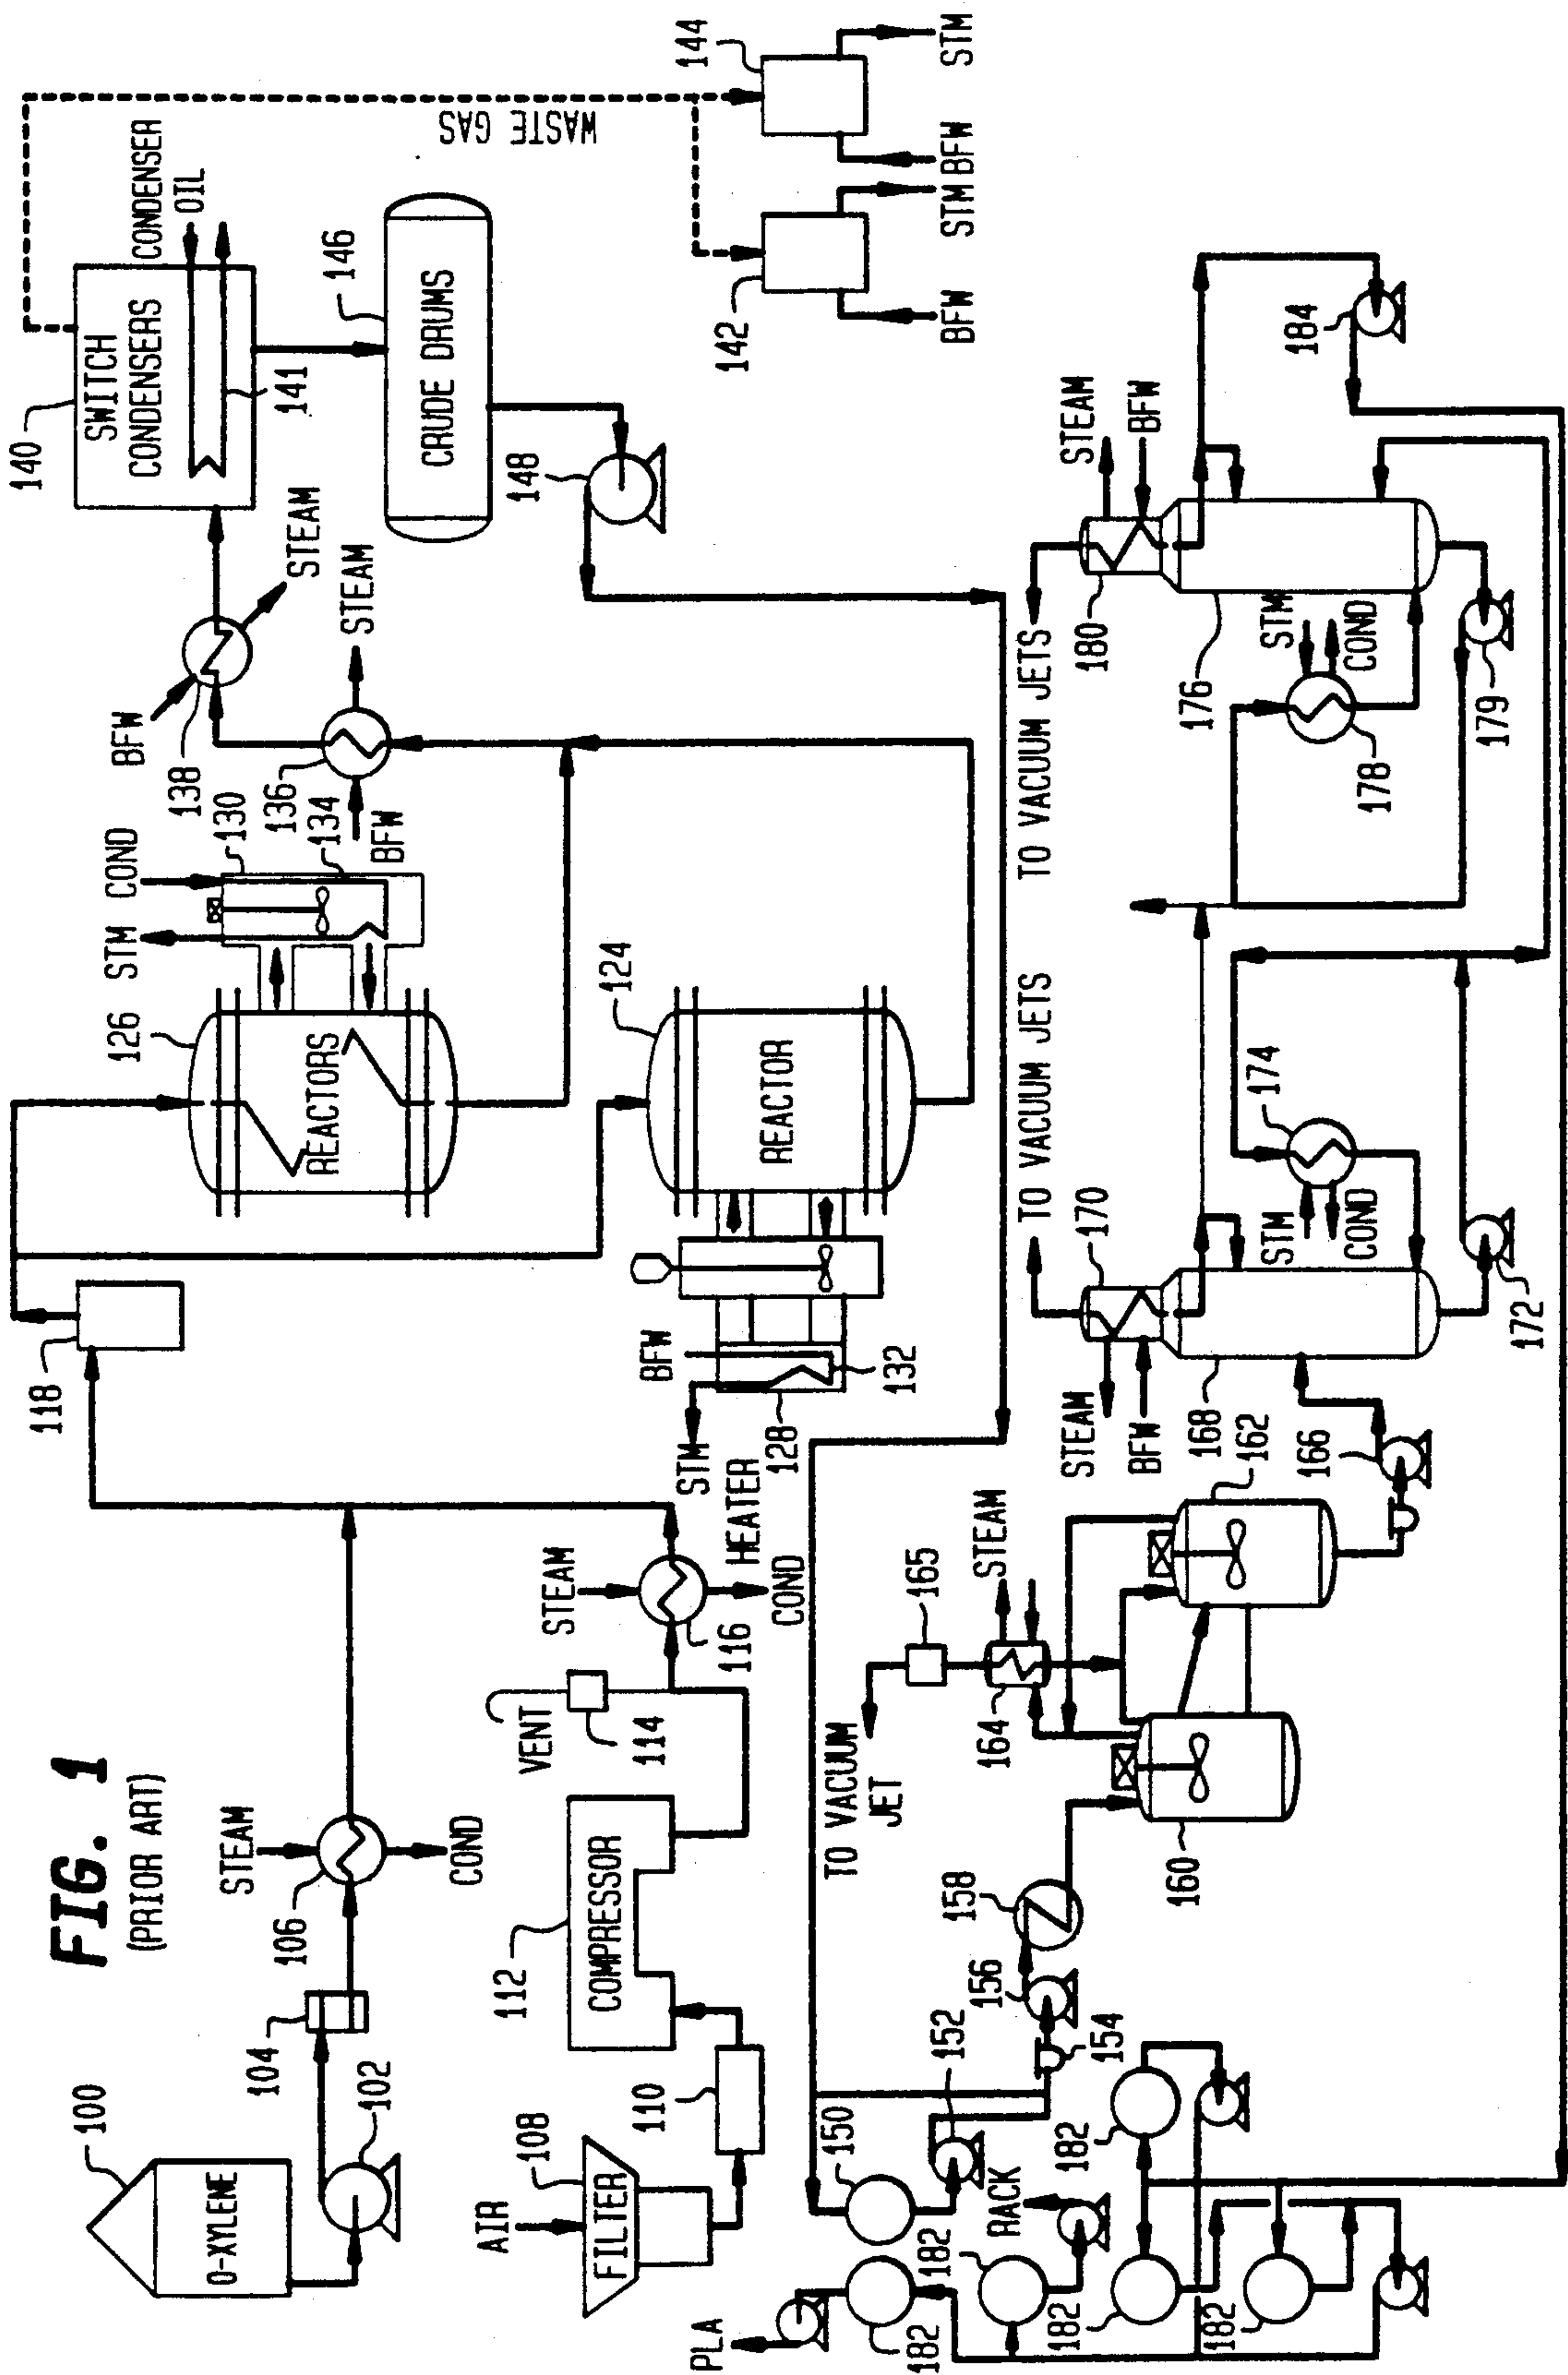 FIG. 1
(PRIOR ART)
100
O-XYLENE
102
104
STEAM
106
COND
AIR
108
FILTER
110
112
COMPRESSOR
VENT
114
STEAM
116
HEATER
COND
118
126
REACTORS
STM
COND
130
134
124
REACTOR
BFW
STM
128
132
BFW
136
STEAM
BFW
138
STEAM
140
SWITCH
CONDENSERS
141
CONDENSER
OIL
WASTE GAS
146
CRUDE DRUMS
148
142
BFW
STM
144
BFW
STM
150
152
154
156
158
160
162
164
STEAM
165
TO VACUUM
JET
166
168
170
STEAM
BFW
TO VACUUM JETS
172
174
STM
COND
176
178
STM
COND
179
180
STEAM
BFW
TO VACUUM JETS
184
182
182
182
182
182
RACK
PLA